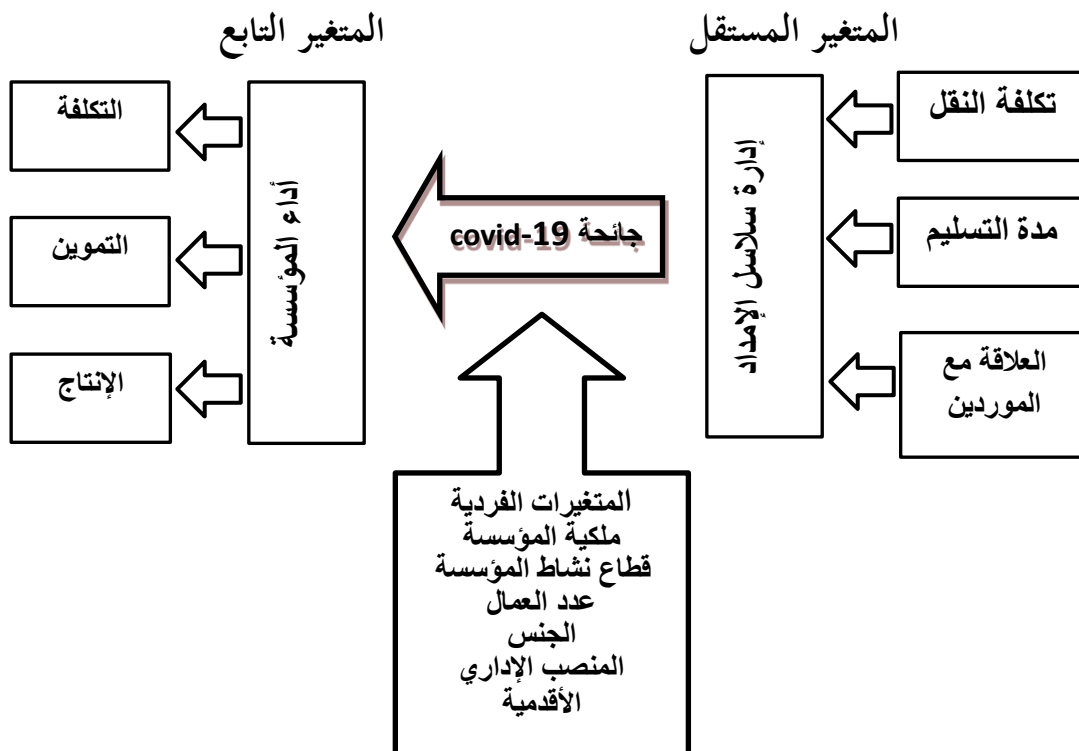 المتغير المستقل
المتغير التابع
تكلفة النقل
مدة التسليم
العلاقة مع
الموردين
إدارة سلاسل الإمداد
جائحة covid-19
أداء المؤسسة
التكلفة
التموين
الإنتاج
المتغيرات الفردية
ملكية المؤسسة
قطاع نشاط المؤسسة
عدد العمال
الجنس
المنصب الإداري
الأقدمية